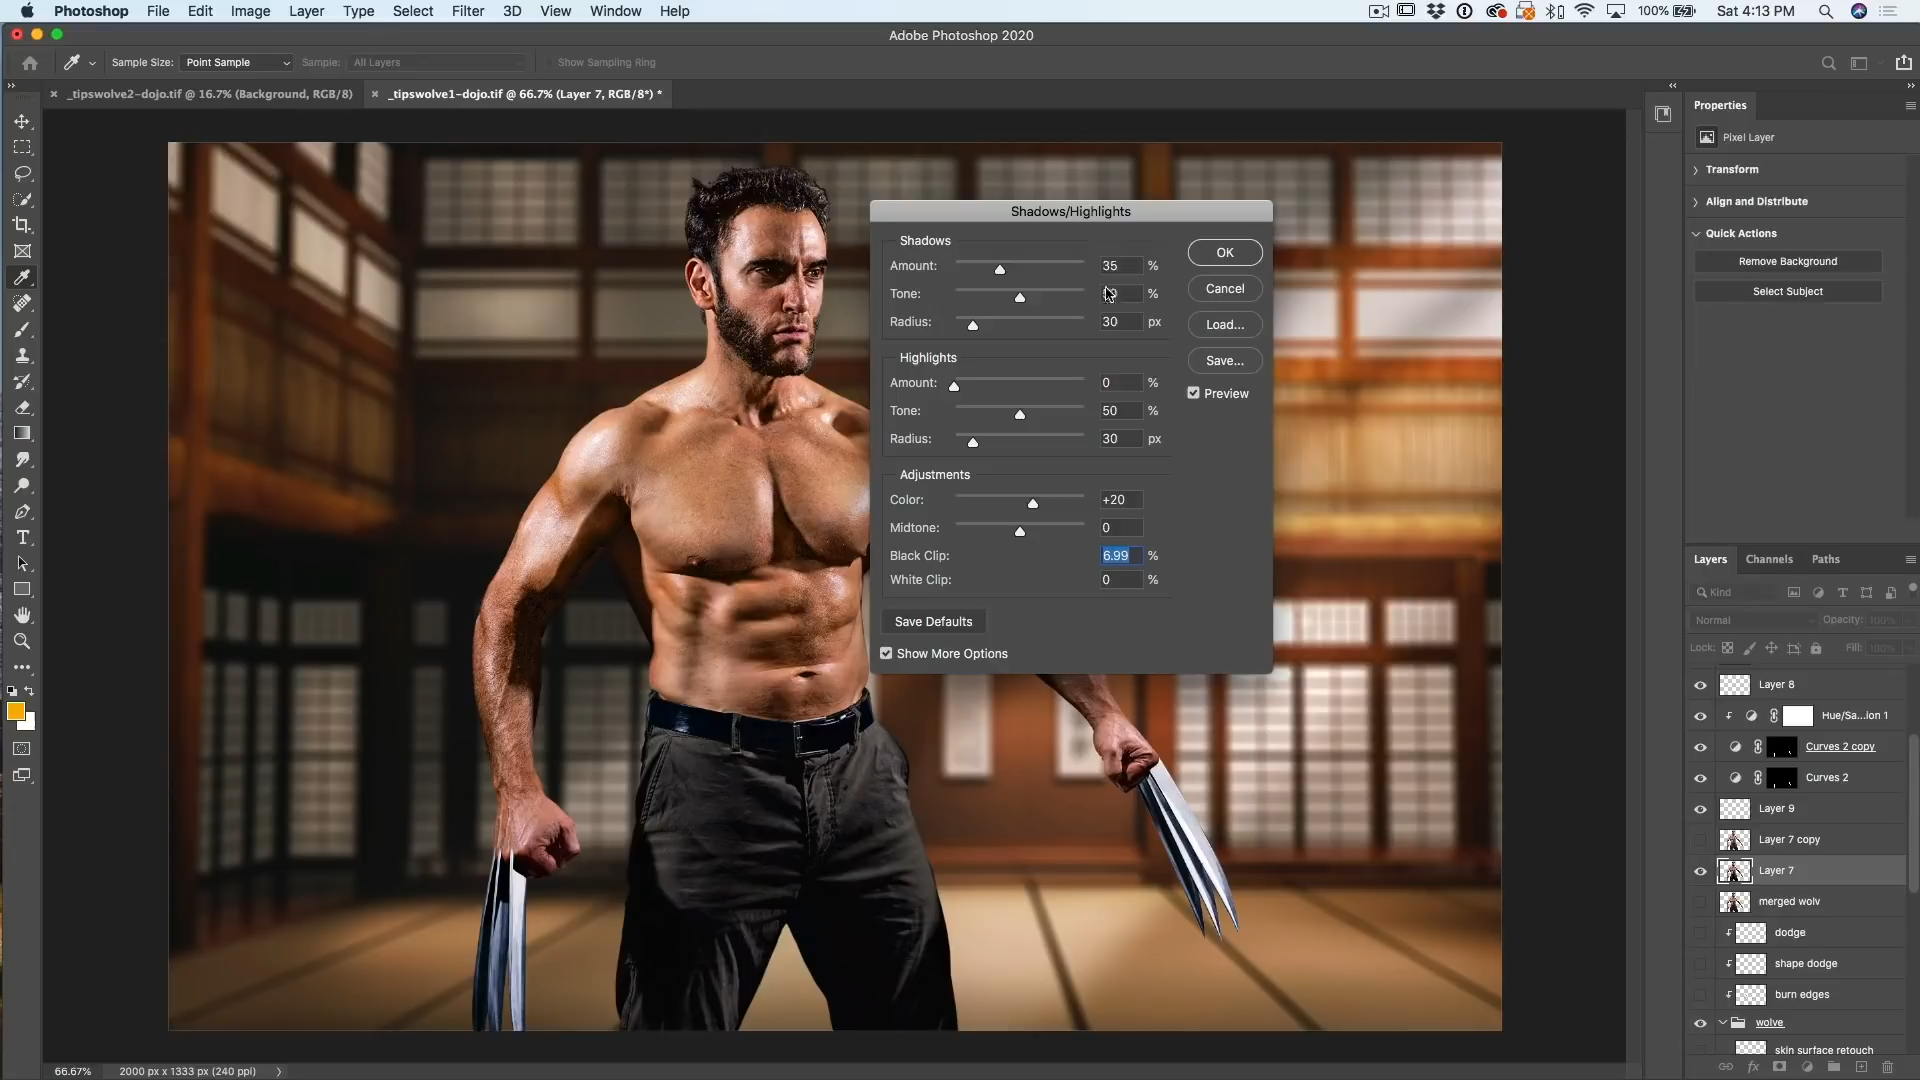 Photoshop File Edit Image Layer Type Select Filter 3D View Window Help 100% Sat 4:13 PM
Adobe Photoshop 2020
Sample Size: Point Sample Sample: All Layers Show Sampling Ring
_tipswolve2-dojo.tif @ 16.7% (Background, RGB/8)
_tipswolve1-dojo.tif @ 66.7% (Layer 7, RGB/8*) *
Shadows/Highlights
Shadows
Amount: 35 %
Tone: %
Radius: 30 px
Highlights
Amount: 0 %
Tone: 50 %
Radius: 30 px
Adjustments
Color: +20
Midtone: 0
Black Clip: 6.99 %
White Clip: 0 %
Save Defaults
Show More Options
OK
Cancel
Load...
Save...
Preview
Properties
Pixel Layer
Transform
Align and Distribute
Quick Actions
Remove Background
Select Subject
Layers Channels Paths
Kind
Normal Opacity: 100%
Lock: Fill: 100%
Layer 8
Hue/Sa...ion 1
Curves 2 copy
Curves 2
Layer 9
Layer 7 copy
Layer 7
merged wolv
dodge
shape dodge
burn edges
wolve
skin surface retouch
66.67% 2000 px x 1333 px (240 ppi)